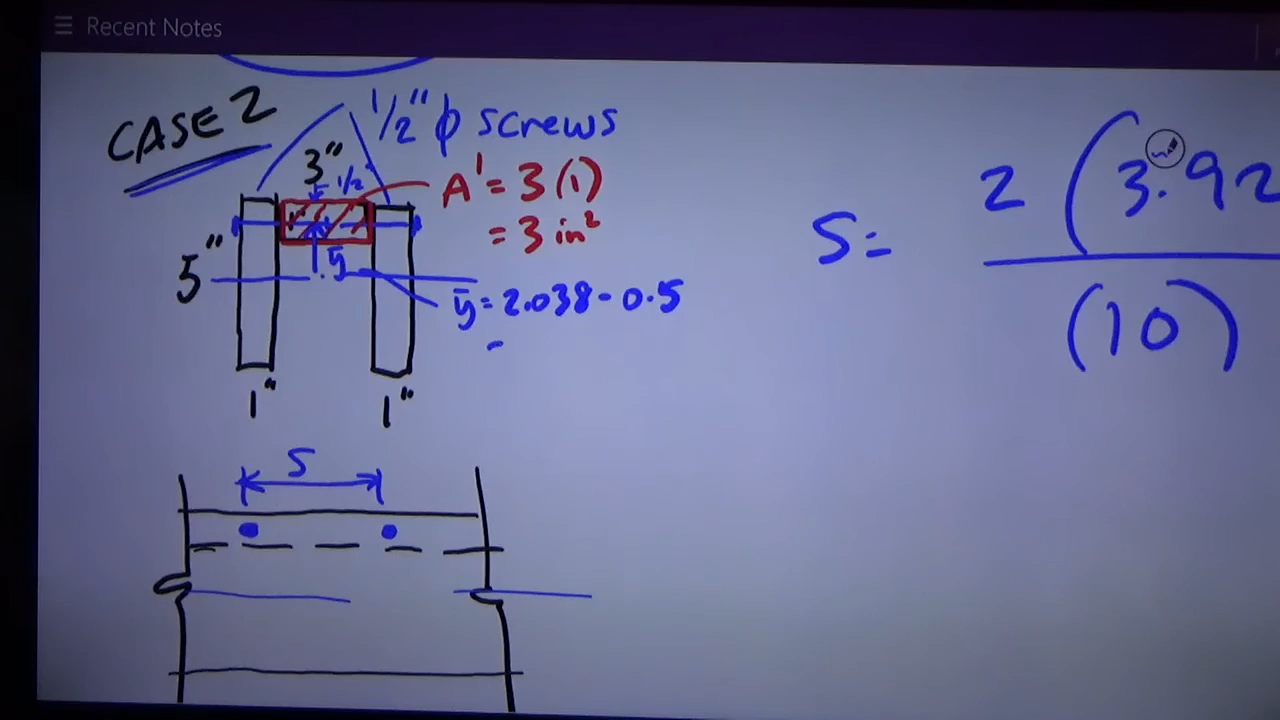 Recent Notes
CASE 2
1/2" ϕ screws
3"
1/2"
A' = 3 (1)
= 3 in²
5"
ȳ
ȳ = 2.038 - 0.5
=
1" 1"
S
S = 2 (3.92
(10)